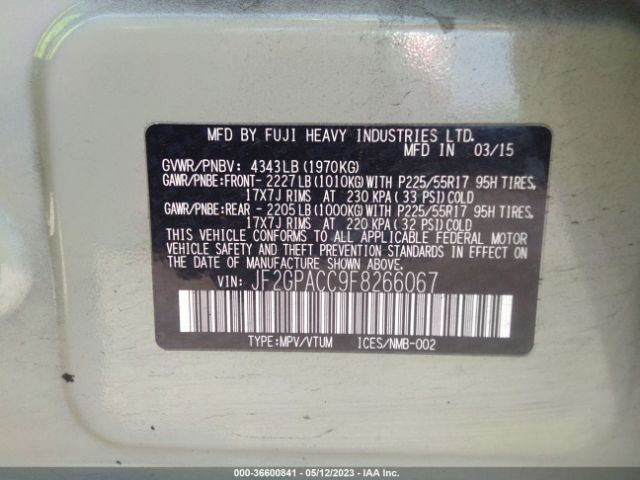 MFD BY FUJI HEAVY INDUSTRIES LTD.
MFD IN 03/15
GVWR/PNBV: 4343LB (1970KG)
GAWR/PNBE:FRONT- 2227LB(1010KG)WITH P225/55R17 95H TIRES,
17X7J RIMS AT 230 KPA( 33 PSI)COLD
GAWR/PNBE:REAR - 2205LB(1000KG)WITH P225/55R17 95H TIRES,
17X7J RIMS AT 220 KPA( 32 PSI)COLD
THIS VEHICLE CONFORMS TO ALL APPLICABLE FEDERAL MOTOR
VEHICLE SAFETY AND THEFT PREVENTION STANDARDS IN EFFECT ON
THE DATE OF MANUFACTURE SHOWN ABOVE.
VIN: JF2GPACC9F8266067
TYPE:MPV/VTUM ICES/NMB-002
000-36600841 - 05/12/2023 - IAA Inc.